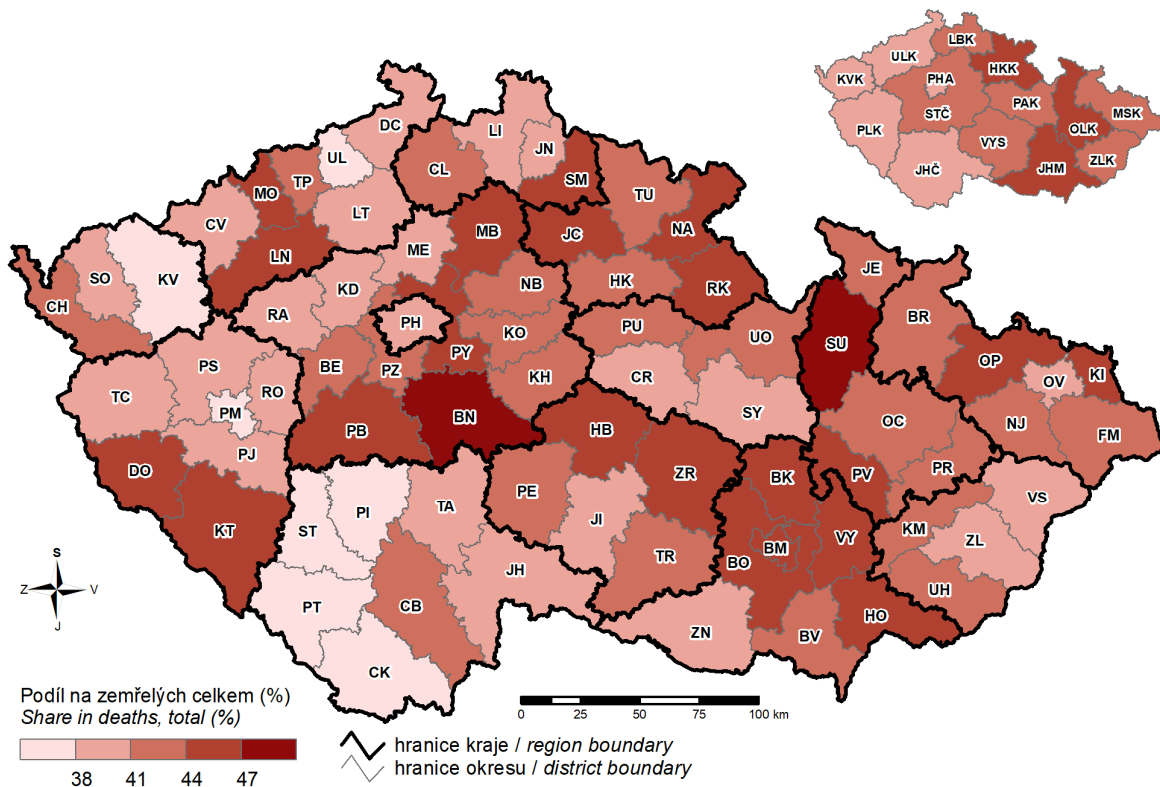 LBK
ULK
HKK
KVK
PHA
PAK
MSK
STČ
PLK
OLK
VYS
ZLK
JHČ
JHM
DC
LI
UL
JN
CL
TP
SM
MO
TU
LT
CV
MB
JC
NA
ME
LN
SO
KV
JE
NB
HK
KD
RK
CH
RA
BR
PH
KO
PU
UO
SU
PY
OP
BE
PS
PZ
KI
RO
KH
CR
OV
TC
PM
SY
BN
OC
NJ
PB
HB
FM
PJ
DO
PR
ZR
BK
PV
PE
VS
PI
TA
ST
JI
KM
KT
VY
BM
ZL
TR
BO
S
JH
Z V
UH
PT
CB
HO
J
ZN
BV
CK
Podíl na zemřelých celkem (%)
Share in deaths, total (%)
38 41 44 47
0 25 50 75 100 km
hranice kraje / region boundary
hranice okresu / district boundary